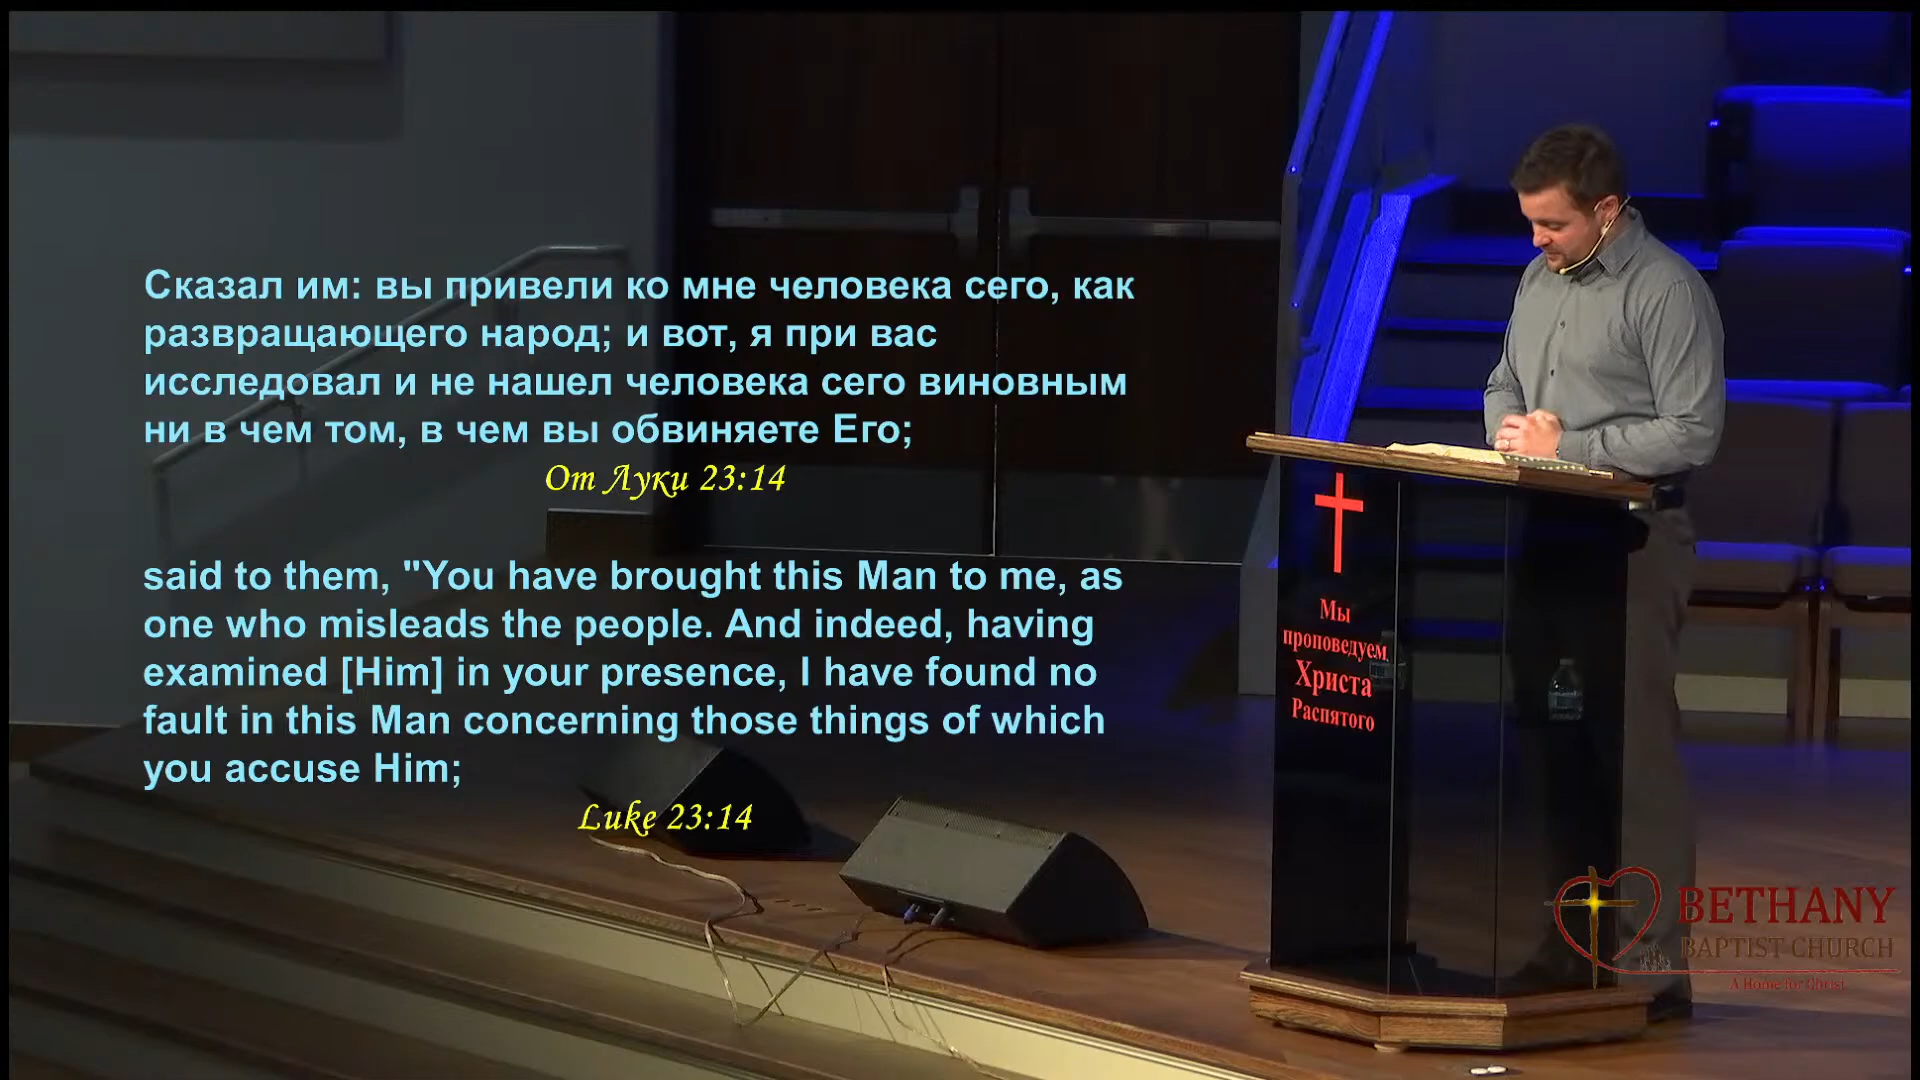 Сказал им: вы привели ко мне человека сего, как
развращающего народ; и вот, я при вас
исследовал и не нашел человека сего виновным
ни в чем том, в чем вы обвиняете Его;
От Луки 23:14
said to them, "You have brought this Man to me, as
one who misleads the people. And indeed, having
examined [Him] in your presence, I have found no
fault in this Man concerning those things of which
you accuse Him;
Luke 23:14
Мы
проповедуем
Христа
Распятого
BETHANY
BAPTIST CHURCH
A Home for Christ